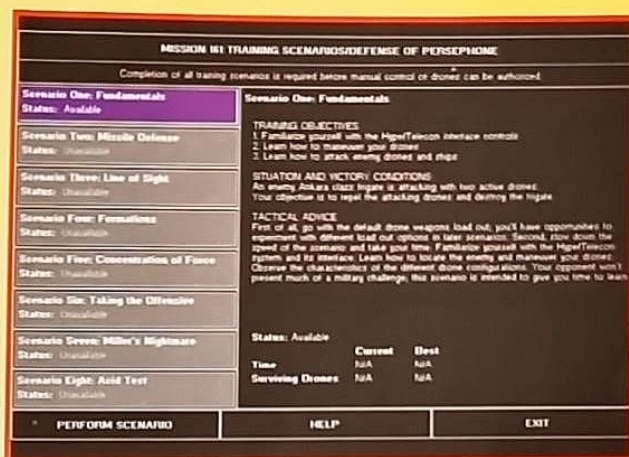 MISSION 161: TRAINING SCENARIOS/DEFENSE OF PERSEPHONE
Completion of all training scenarios is required before manual control of drones can be authorized.
Scenario One: Fundamentals
Status: Available
Scenario Two: Missile Defense
Status: Unavailable
Scenario Three: Line of Sight
Status: Unavailable
Scenario Four: Formations
Status: Unavailable
Scenario Five: Concentration of Force
Status: Unavailable
Scenario Six: Taking the Offensive
Status: Unavailable
Scenario Seven: Miller's Nightmare
Status: Unavailable
Scenario Eight: Acid Test
Status: Unavailable
Scenario One: Fundamentals
TRAINING OBJECTIVES
1. Familiarize yourself with the HyperTelecon interface controls
2. Learn how to maneuver your drones
3. Learn how to attack enemy drones and ships
SITUATION AND VICTORY CONDITIONS
An enemy Ankara class frigate is attacking with two active drones.
Your objective is to repel the attacking drones and destroy the frigate.
TACTICAL ADVICE
First of all, go with the default drone weapons load out; you'll have opportunities to
experiment with different load out options in later scenarios. Second, slow down the
speed of the scenario and take your time. Familiarize yourself with the HyperTelecon
system and its interface. Learn how to locate the enemy and maneuver your drones.
Observe the characteristics of the different drone configurations. Your opponent won't
present much of a military challenge; this scenario is intended to give you time to learn.
Status: Available
Current Best
Time N/A N/A
Surviving Drones N/A N/A
PERFORM SCENARIO
HELP
EXIT